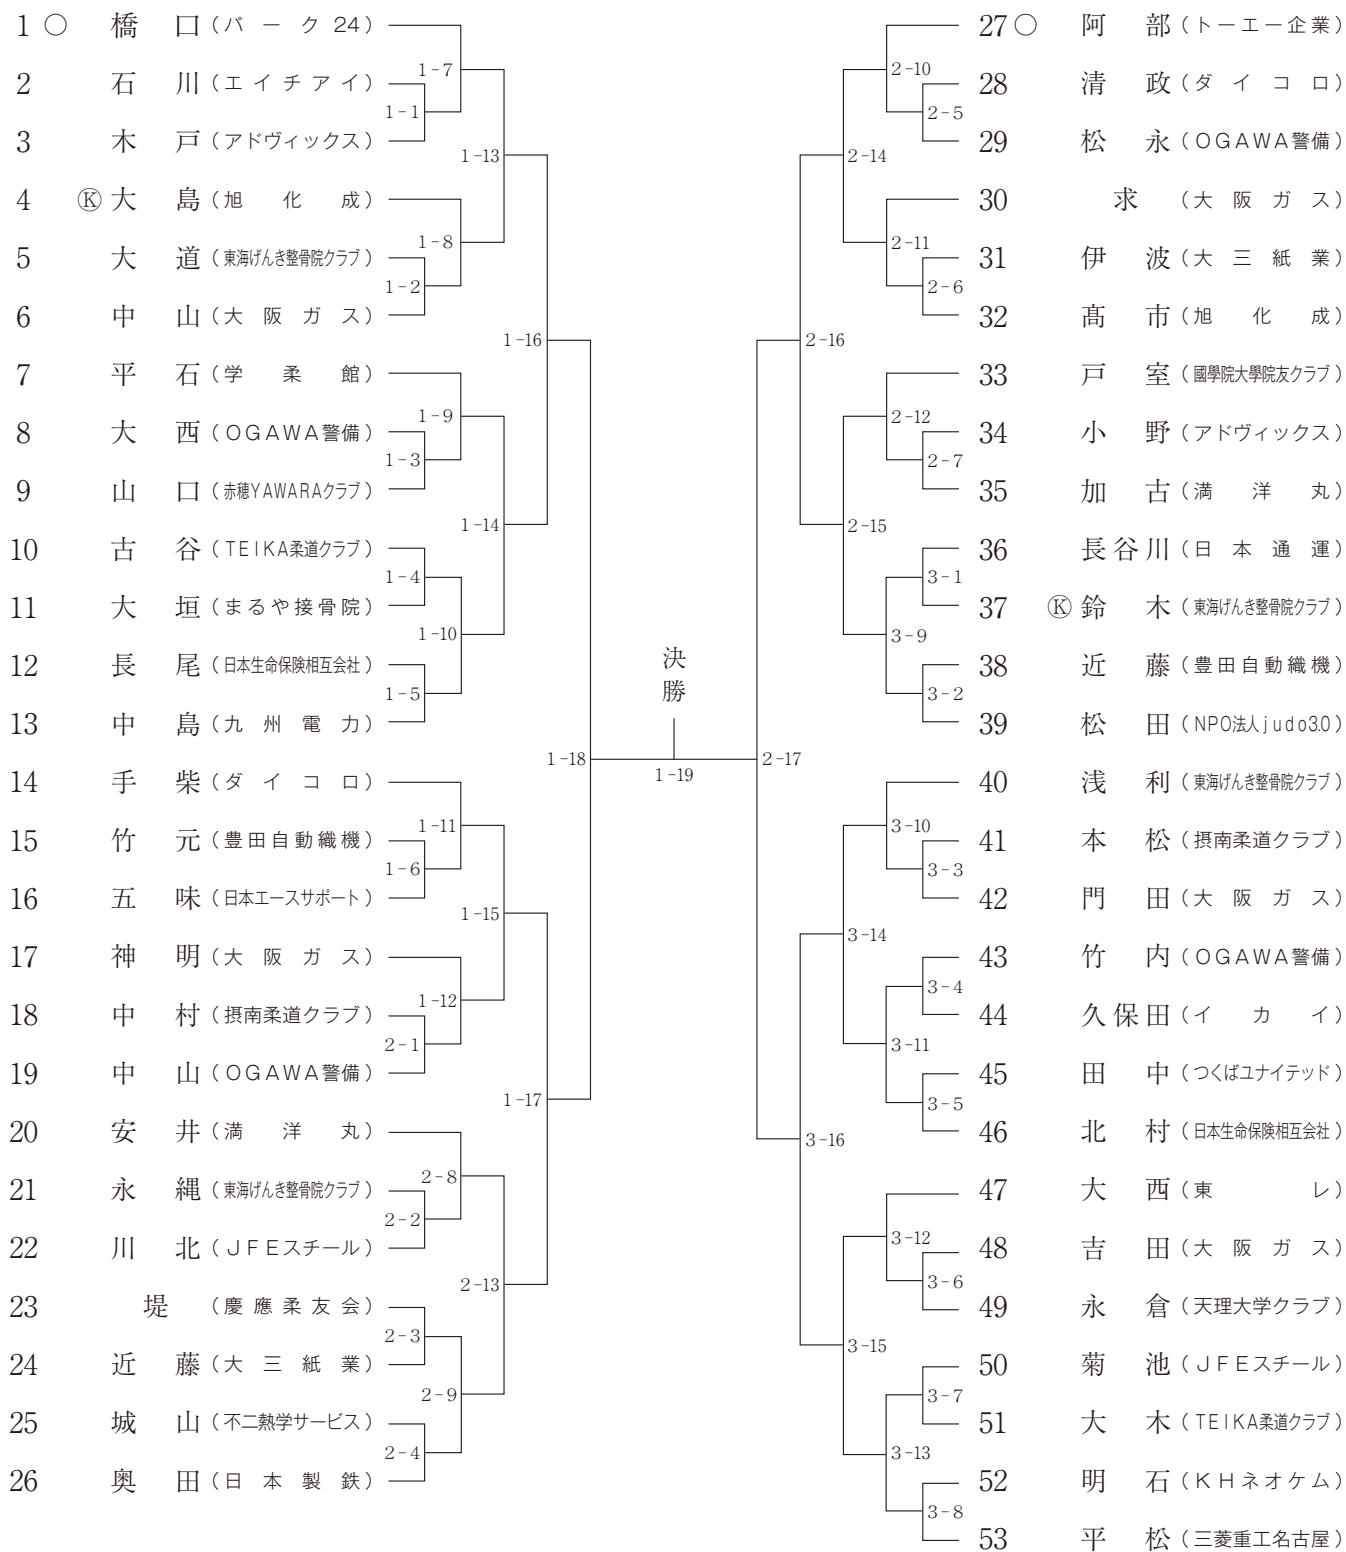 1 ○ 橋口(パーク24)
2 石川(エイチアイ)
3 木戸(アドヴィックス)
4 Ⓚ 大島(旭化成)
5 大道(東海げんき整骨院クラブ)
6 中山(大阪ガス)
7 平石(学柔館)
8 大西(OGAWA警備)
9 山口(赤穂YAWARAクラブ)
10 古谷(TEIKA柔道クラブ)
11 大垣(まるや接骨院)
12 長尾(日本生命保険相互会社)
13 中島(九州電力)
14 手柴(ダイコロ)
15 竹元(豊田自動織機)
16 五味(日本エースサポート)
17 神明(大阪ガス)
18 中村(摂南柔道クラブ)
19 中山(OGAWA警備)
20 安井(満洋丸)
21 永縄(東海げんき整骨院クラブ)
22 川北(JFEスチール)
23 堤(慶應柔友会)
24 近藤(大三紙業)
25 城山(不二熱学サービス)
26 奥田(日本製鉄)
1-1
1-2
1-3
1-4
1-5
1-6
2-1
2-2
2-3
2-4
1-7
1-8
1-9
1-10
1-11
1-12
2-8
2-9
1-13
1-14
1-15
2-13
1-16
1-17
1-18
決勝
1-19
2-17
2-16
3-16
2-14
2-15
3-14
3-15
2-10
2-11
2-12
3-9
3-10
3-11
3-12
3-13
2-5
2-6
2-7
3-1
3-2
3-3
3-4
3-5
3-6
3-7
3-8
27 ○ 阿部(トーエー企業)
28 清政(ダイコロ)
29 松永(OGAWA警備)
30 求(大阪ガス)
31 伊波(大三紙業)
32 髙市(旭化成)
33 戸室(國學院大學院友クラブ)
34 小野(アドヴィックス)
35 加古(満洋丸)
36 長谷川(日本通運)
37 Ⓚ 鈴木(東海げんき整骨院クラブ)
38 近藤(豊田自動織機)
39 松田(NPO法人judo3.0)
40 浅利(東海げんき整骨院クラブ)
41 本松(摂南柔道クラブ)
42 門田(大阪ガス)
43 竹内(OGAWA警備)
44 久保田(イカイ)
45 田中(つくばユナイテッド)
46 北村(日本生命保険相互会社)
47 大西(東レ)
48 吉田(大阪ガス)
49 永倉(天理大学クラブ)
50 菊池(JFEスチール)
51 大木(TEIKA柔道クラブ)
52 明石(KHネオケム)
53 平松(三菱重工名古屋)